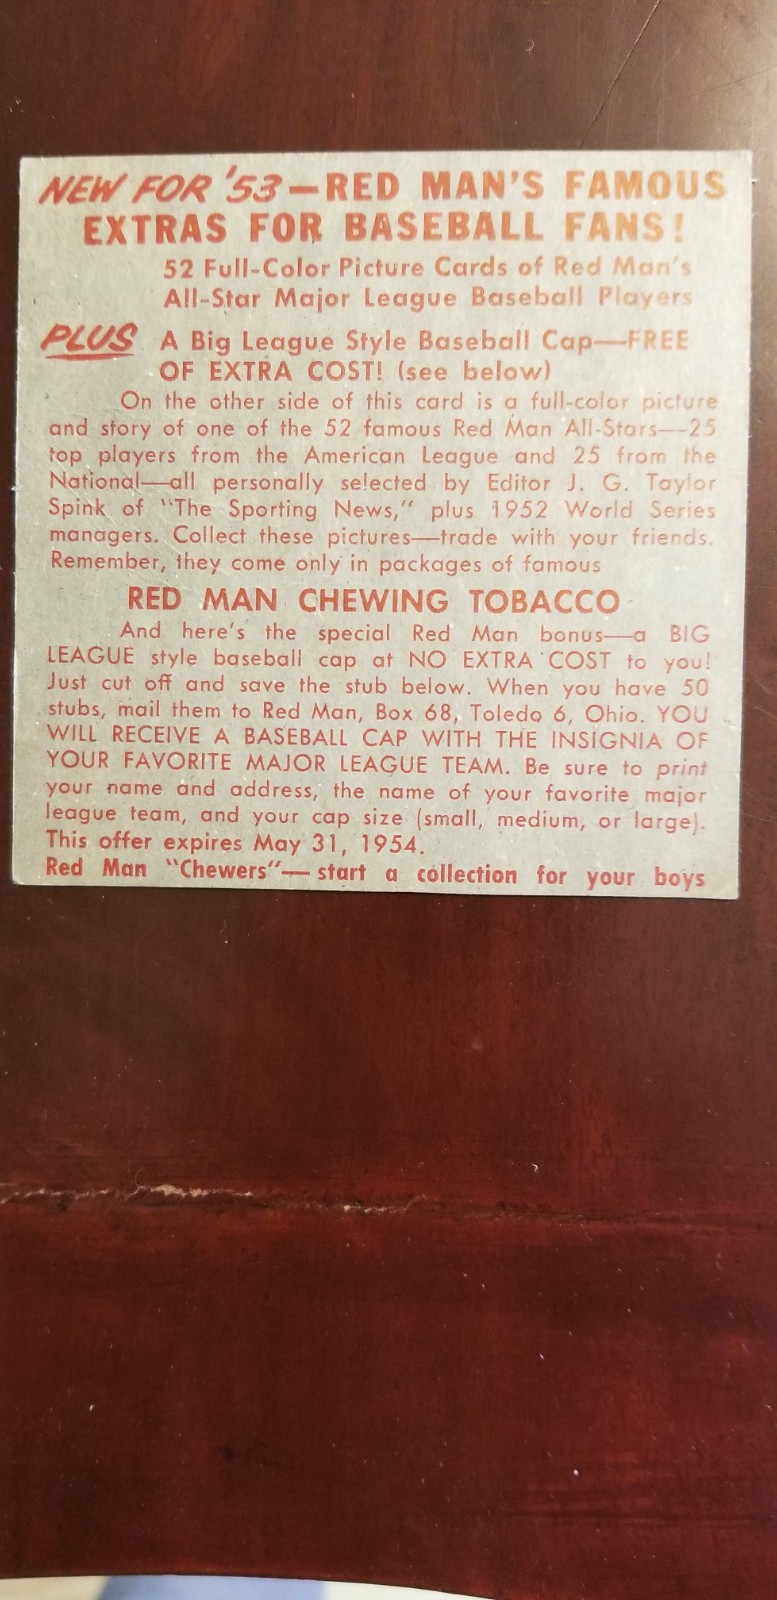 NEW FOR '53—RED MAN'S FAMOUS
EXTRAS FOR BASEBALL FANS!
52 Full-Color Picture Cards of Red Man's
All-Star Major League Baseball Players
PLUS A Big League Style Baseball Cap—FREE
OF EXTRA COST! (see below)
On the other side of this card is a full-color picture
and story of one of the 52 famous Red Man All-Stars—25
top players from the American League and 25 from the
National—all personally selected by Editor J. G. Taylor
Spink of "The Sporting News," plus 1952 World Series
managers. Collect these pictures—trade with your friends.
Remember, they come only in packages of famous
RED MAN CHEWING TOBACCO
And here's the special Red Man bonus—a BIG
LEAGUE style baseball cap at NO EXTRA COST to you!
Just cut off and save the stub below. When you have 50
stubs, mail them to Red Man, Box 68, Toledo 6, Ohio. YOU
WILL RECEIVE A BASEBALL CAP WITH THE INSIGNIA OF
YOUR FAVORITE MAJOR LEAGUE TEAM. Be sure to print
your name and address, the name of your favorite major
league team, and your cap size (small, medium, or large).
This offer expires May 31, 1954.
Red Man "Chewers"—start a collection for your boys